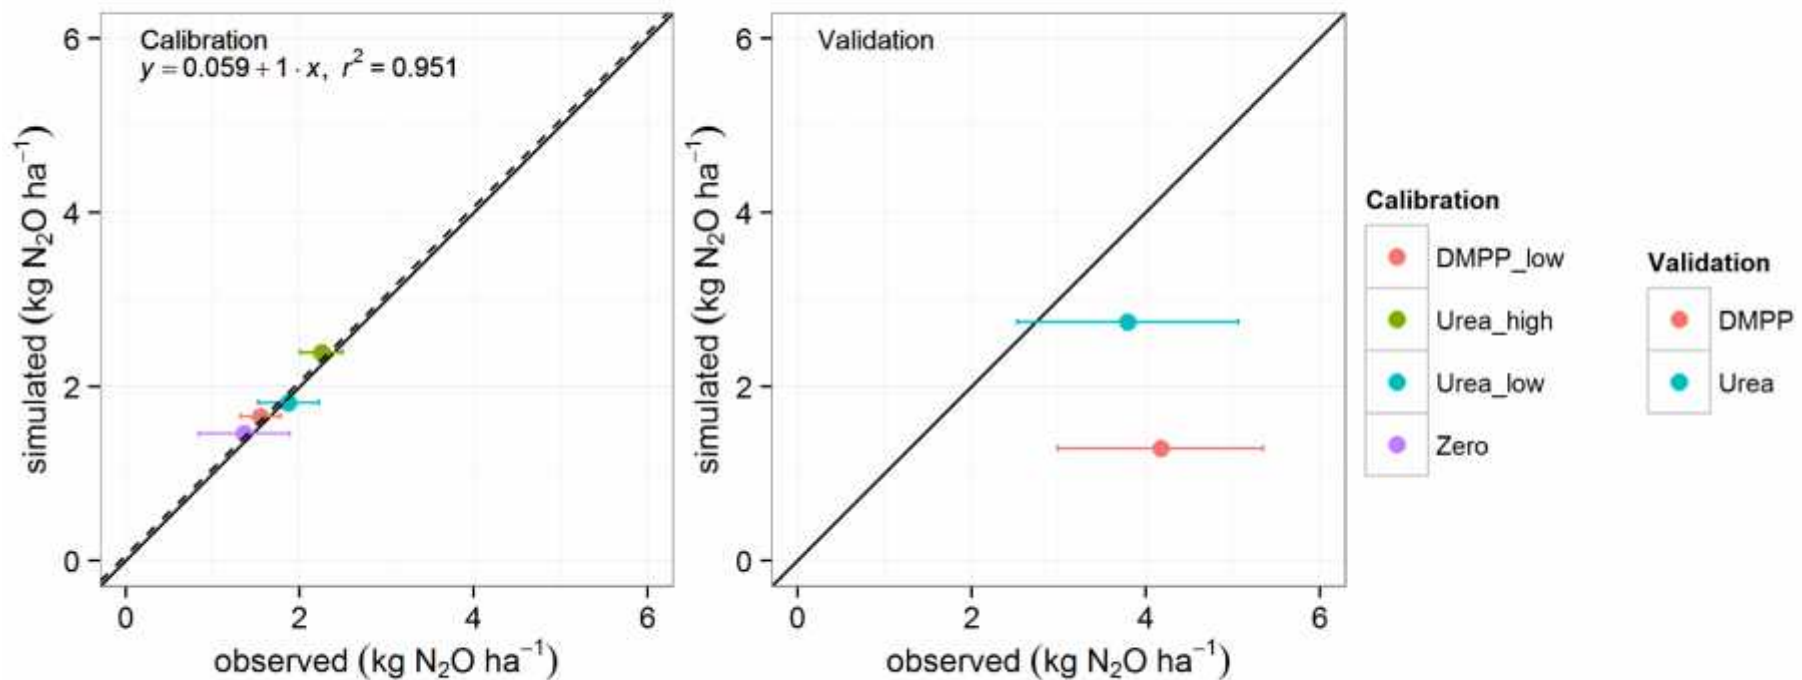 Calibration
y = 0.059 + 1 · x, r² = 0.951
6
4
2
0
0 2 4 6
simulated (kg N₂O ha⁻¹)
observed (kg N₂O ha⁻¹)
Validation
6
4
2
0
0 2 4 6
simulated (kg N₂O ha⁻¹)
observed (kg N₂O ha⁻¹)
Calibration
DMPP_low
Urea_high
Urea_low
Zero
Validation
DMPP
Urea